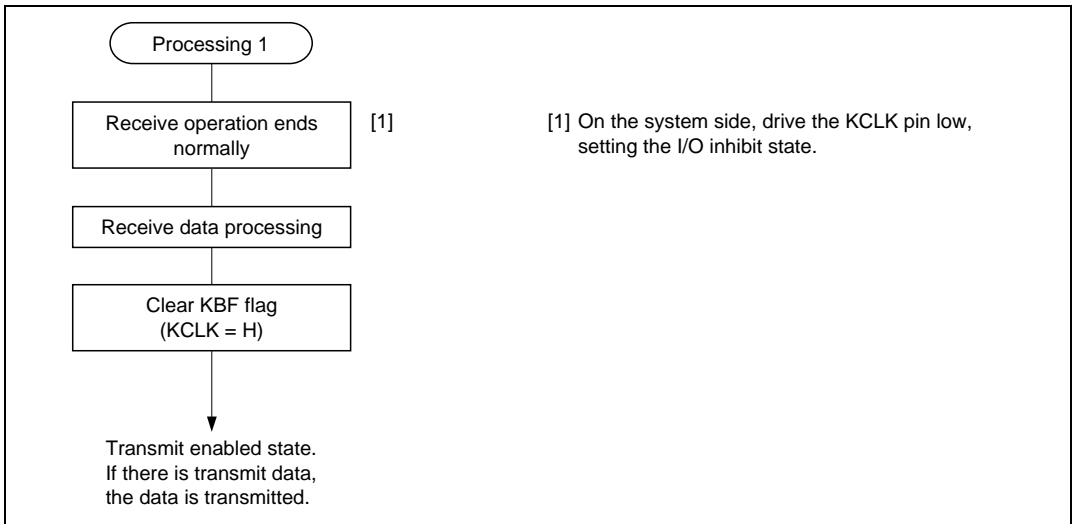 Processing 1
Receive operation ends
normally
[1]
[1] On the system side, drive the KCLK pin low,
setting the I/O inhibit state.
Receive data processing
Clear KBF flag
(KCLK = H)
Transmit enabled state.
If there is transmit data,
the data is transmitted.